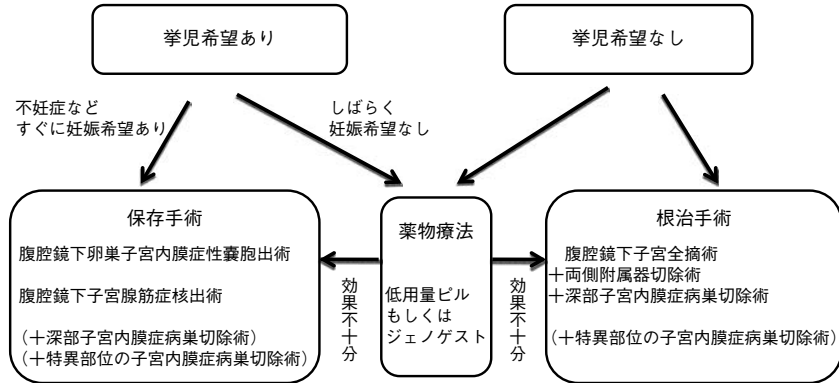 挙児希望あり
挙児希望なし
不妊症など
すぐに妊娠希望あり
しばらく
妊娠希望なし
保存手術
腹腔鏡下卵巣子宮内膜症性嚢胞出術
腹腔鏡下子宮腺筋症核出術
(+深部子宮内膜症病巣切除術)
(+特異部位の子宮内膜症病巣切除術)
効果不十分
薬物療法
低用量ピル
もしくは
ジェノゲスト
効果不十分
根治手術
腹腔鏡下子宮全摘術
+両側附属器切除術
+深部子宮内膜症病巣切除術
(+特異部位の子宮内膜症病巣切除術)